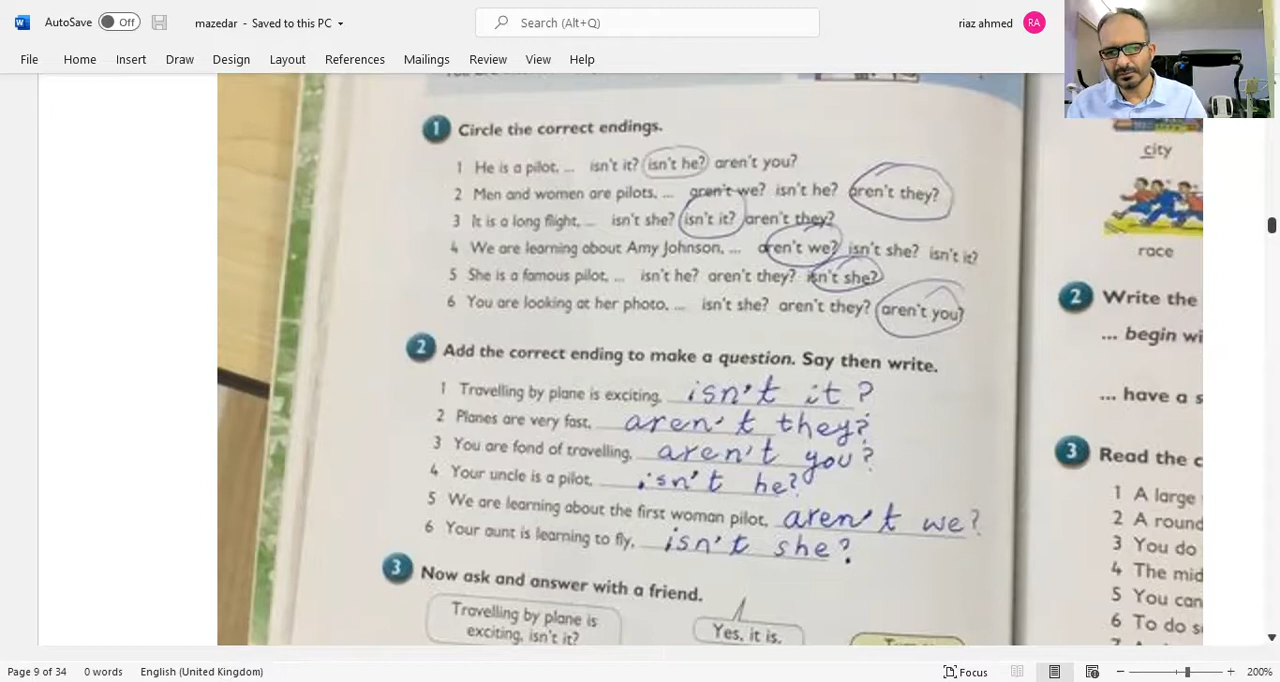 AutoSave Off mazedar - Saved to this PC Search (Alt+Q) riaz ahmed RA
File Home Insert Draw Design Layout References Mailings Review View Help
1 Circle the correct endings.
1 He is a pilot, ... isn't it? isn't he? aren't you?
2 Men and women are pilots, ... aren't we? isn't he? aren't they?
3 It is a long flight, ... isn't she? isn't it? aren't they?
4 We are learning about Amy Johnson, ... aren't we? isn't she? isn't it?
5 She is a famous pilot, ... isn't he? aren't they? isn't she?
6 You are looking at her photo, ... isn't she? aren't they? aren't you?
2 Add the correct ending to make a question. Say then write.
1 Travelling by plane is exciting, isn't it?
2 Planes are very fast, aren't they?
3 You are fond of travelling, aren't you?
4 Your uncle is a pilot, isn't he?
5 We are learning about the first woman pilot, aren't we?
6 Your aunt is learning to fly, isn't she?
3 Now ask and answer with a friend.
Travelling by plane is
exciting, isn't it?
Yes, it is.
city
race
2 Write the
... begin wi
... have a s
3 Read the c
1 A large
2 A round
3 You do
4 The mid
5 You can
6 To do s
Page 9 of 34 0 words English (United Kingdom) Focus 200%